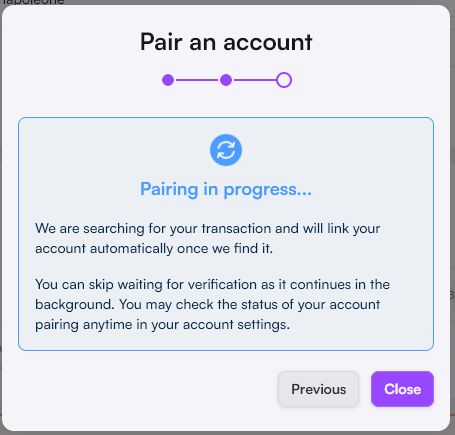 Napoleone
Pair an account
Pairing in progress...
We are searching for your transaction and will link your
account automatically once we find it.
You can skip waiting for verification as it continues in the
background. You may check the status of your account
pairing anytime in your account settings.
Previous
Close